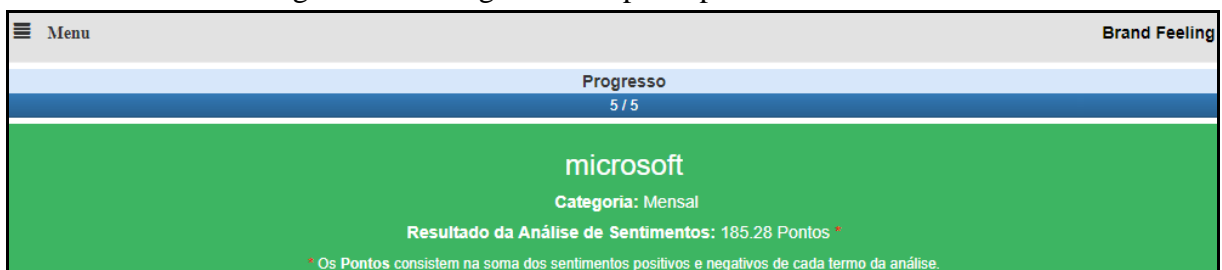 Menu
Brand Feeling
Progresso
5 / 5
microsoft
Categoria: Mensal
Resultado da Análise de Sentimentos: 185.28 Pontos *
* Os Pontos consistem na soma dos sentimentos positivos e negativos de cada termo da análise.